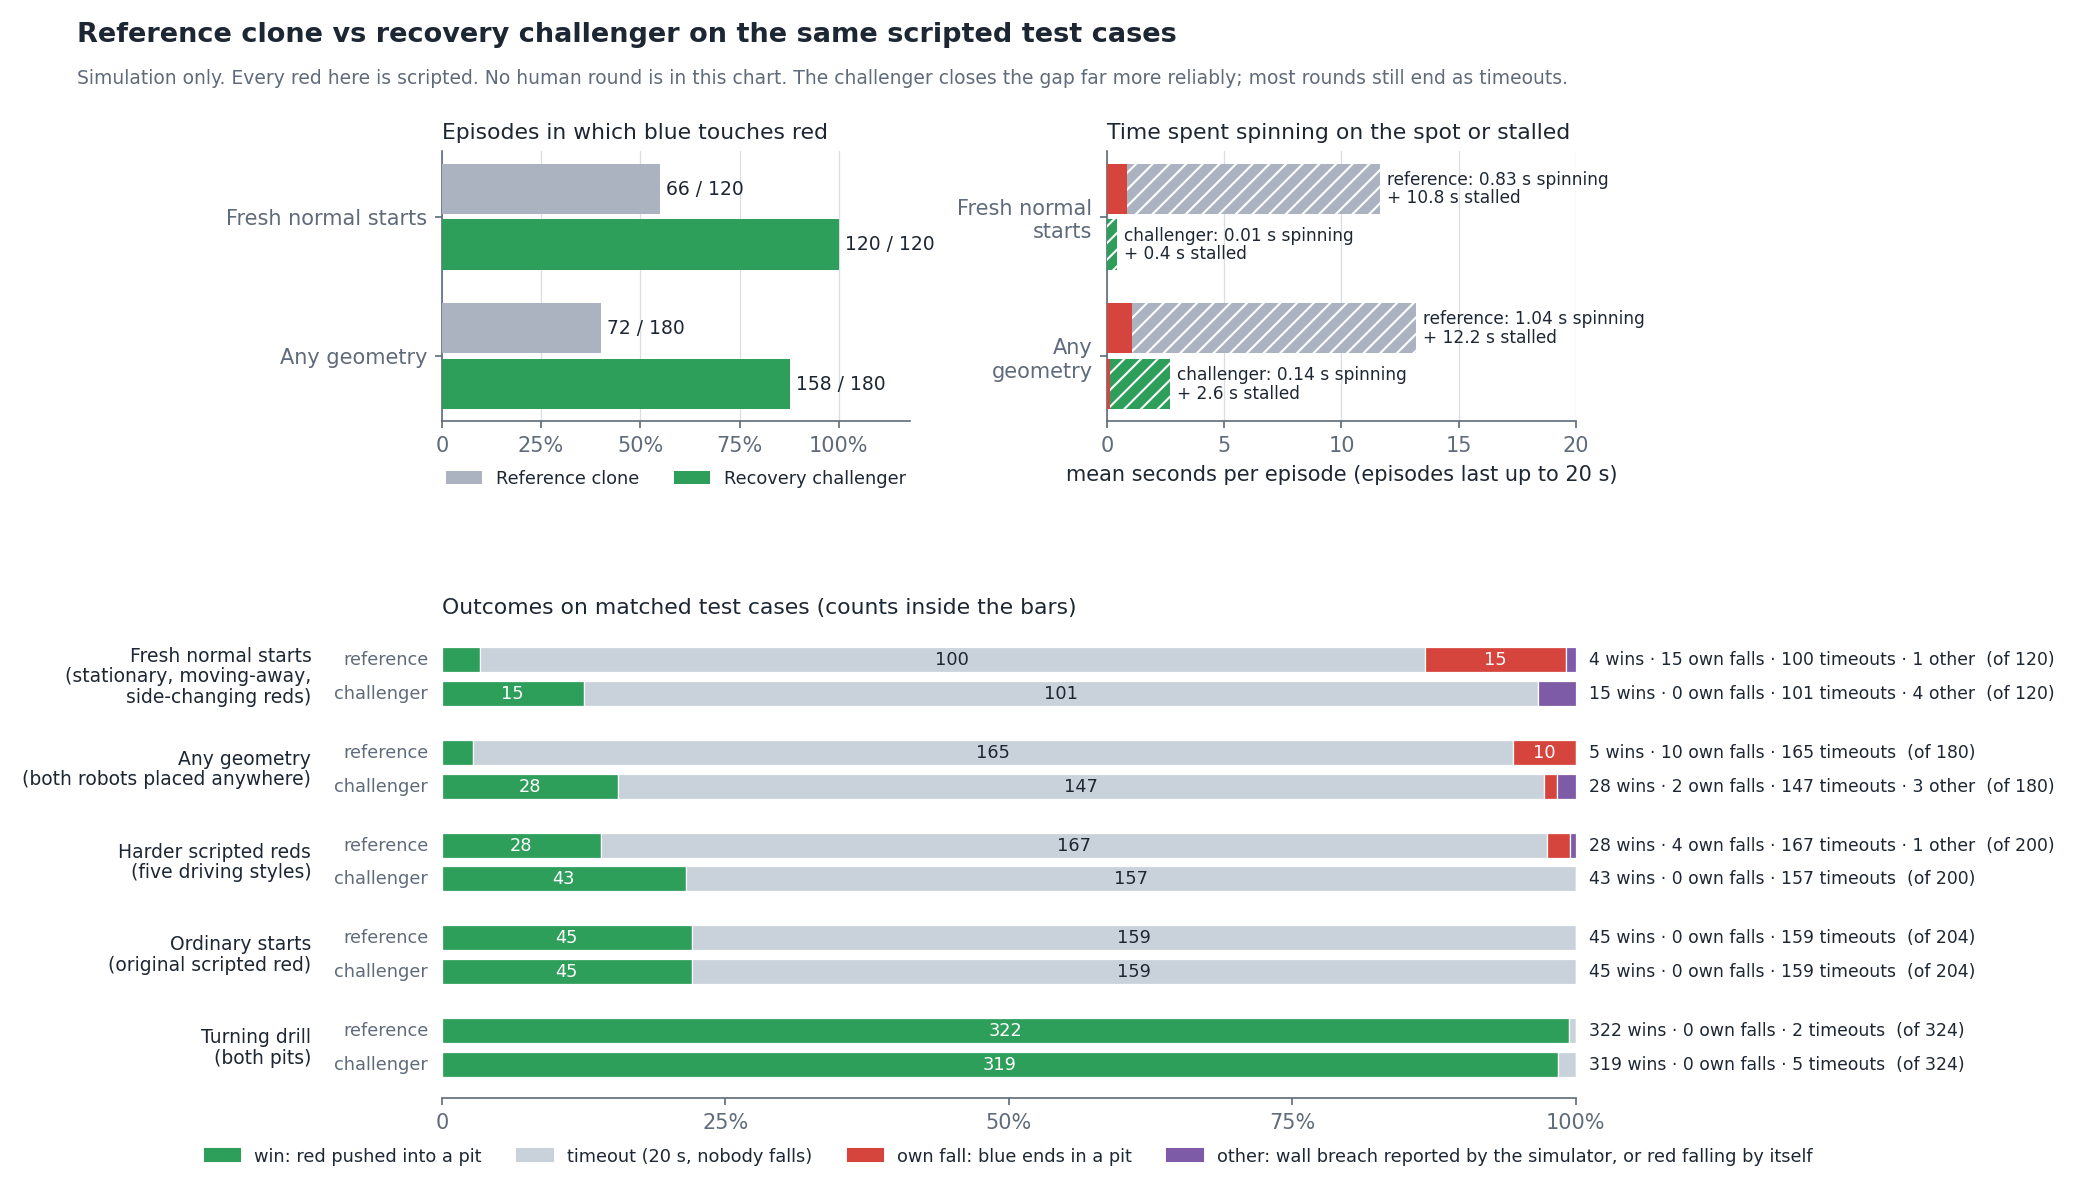 Reference clone vs recovery challenger on the same scripted test cases
Simulation only. Every red here is scripted. No human round is in this chart. The challenger closes the gap far more reliably; most rounds still end as timeouts.
Episodes in which blue touches red
Fresh normal starts
66 / 120
120 / 120
Any geometry
72 / 180
158 / 180
0 25% 50% 75% 100%
Reference clone Recovery challenger
Time spent spinning on the spot or stalled
Fresh normal
starts
reference: 0.83 s spinning
+ 10.8 s stalled
challenger: 0.01 s spinning
+ 0.4 s stalled
Any
geometry
reference: 1.04 s spinning
+ 12.2 s stalled
challenger: 0.14 s spinning
+ 2.6 s stalled
0 5 10 15 20
mean seconds per episode (episodes last up to 20 s)
Outcomes on matched test cases (counts inside the bars)
Fresh normal starts
(stationary, moving-away,
side-changing reds)
reference 100 15 4 wins · 15 own falls · 100 timeouts · 1 other (of 120)
challenger 15 101 15 wins · 0 own falls · 101 timeouts · 4 other (of 120)
Any geometry
(both robots placed anywhere)
reference 165 10 5 wins · 10 own falls · 165 timeouts (of 180)
challenger 28 147 28 wins · 2 own falls · 147 timeouts · 3 other (of 180)
Harder scripted reds
(five driving styles)
reference 28 167 28 wins · 4 own falls · 167 timeouts · 1 other (of 200)
challenger 43 157 43 wins · 0 own falls · 157 timeouts (of 200)
Ordinary starts
(original scripted red)
reference 45 159 45 wins · 0 own falls · 159 timeouts (of 204)
challenger 45 159 45 wins · 0 own falls · 159 timeouts (of 204)
Turning drill
(both pits)
reference 322 322 wins · 0 own falls · 2 timeouts (of 324)
challenger 319 319 wins · 0 own falls · 5 timeouts (of 324)
0 25% 50% 75% 100%
win: red pushed into a pit timeout (20 s, nobody falls) own fall: blue ends in a pit other: wall breach reported by the simulator, or red falling by itself